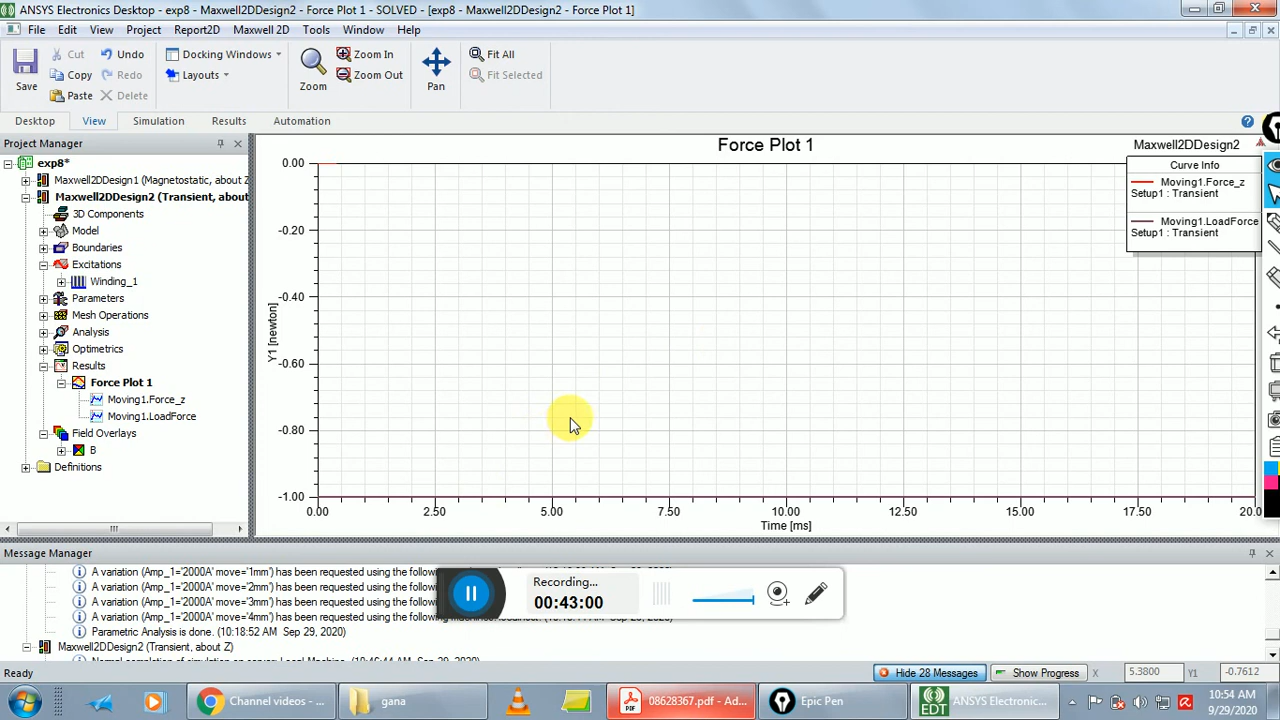 ANSYS Electronics Desktop - exp8 - Maxwell2DDesign2 - Force Plot 1 - SOLVED - [exp8 - Maxwell2DDesign2 - Force Plot 1]
File Edit View Project Report2D Maxwell 2D Tools Window Help
Save
Cut
Copy
Paste
Undo
Redo
Delete
Docking Windows
Layouts
Zoom
Zoom In
Zoom Out
Pan
Fit All
Fit Selected
Desktop View Simulation Results Automation
Project Manager
exp8*
Maxwell2DDesign1 (Magnetostatic, about Z
Maxwell2DDesign2 (Transient, about
3D Components
Model
Boundaries
Excitations
Winding_1
Parameters
Mesh Operations
Analysis
Optimetrics
Results
Force Plot 1
Moving1.Force_z
Moving1.LoadForce
Field Overlays
B
Definitions
Force Plot 1
Maxwell2DDesign2
Curve Info
Moving1.Force_z
Setup1 : Transient
Moving1.LoadForce
Setup1 : Transient
Y1 [newton]
0.00
-0.20
-0.40
-0.60
-0.80
-1.00
0.00 2.50 5.00 7.50 10.00 12.50 15.00 17.50 20.0
Time [ms]
Message Manager
A variation (Amp_1='2000A' move='1mm') has been requested using the follo
A variation (Amp_1='2000A' move='2mm') has been requested using the follo
A variation (Amp_1='2000A' move='3mm') has been requested using the follo
A variation (Amp_1='2000A' move='4mm') has been requested using the follo
Parametric Analysis is done. (10:18:52 AM Sep 29, 2020)
Maxwell2DDesign2 (Transient, about Z)
Recording...
00:43:00
Ready
Hide 28 Messages
Show Progress
X 5.3800 Y1 -0.7612
Channel videos - ...
gana
08628367.pdf - Ad...
Epic Pen
ANSYS Electronic...
10:54 AM
9/29/2020